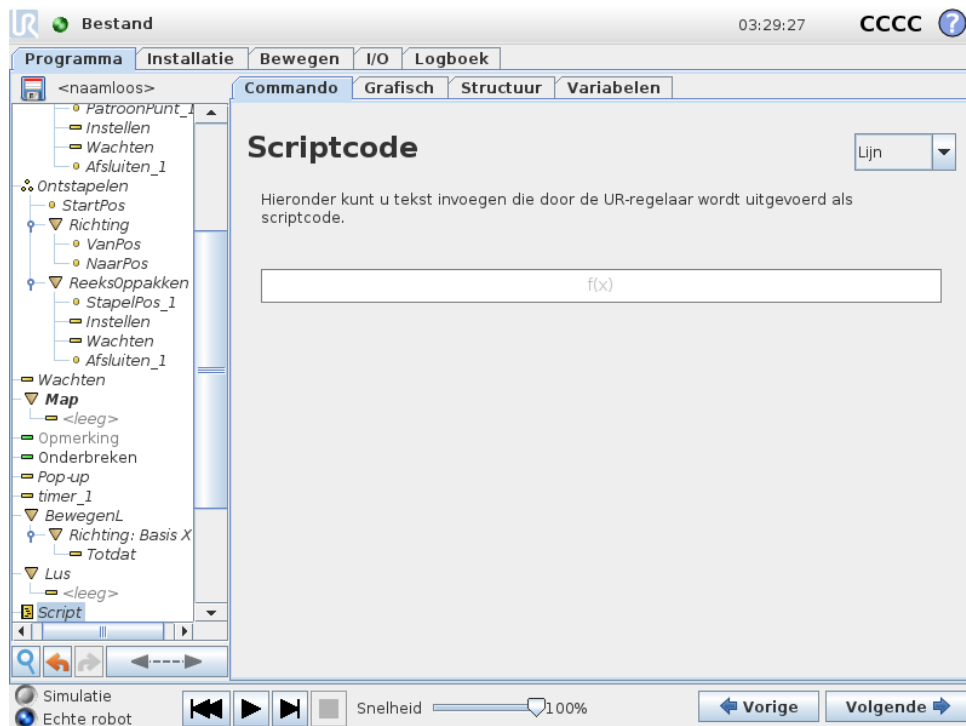 UR Bestand 03:29:27 CCCC ?
Programma Installatie Bewegen I/O Logboek
<naamloos>
Commando Grafisch Structuur Variabelen
PatroonPunt_1
Instellen
Wachten
Afsluiten_1
Ontstapelen
StartPos
Richting
VanPos
NaarPos
ReeksOppakken
StapelPos_1
Instellen
Wachten
Afsluiten_1
Wachten
Map
<leeg>
Opmerking
Onderbreken
Pop-up
timer_1
BewegenL
Richting: Basis X
Totdat
Lus
<leeg>
Script
Scriptcode
Lijn
Hieronder kunt u tekst invoegen die door de UR-regelaar wordt uitgevoerd als
scriptcode.
f(x)
Simulatie
Echte robot
Snelheid 100%
Vorige Volgende